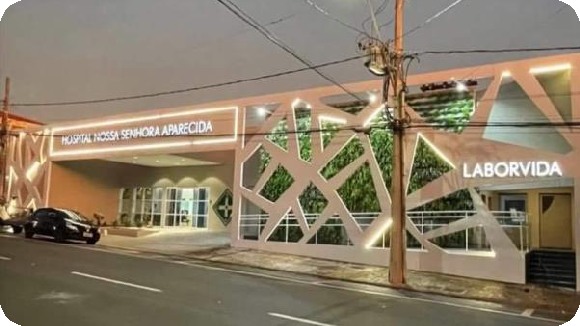 HOSPITAL NOSSA SENHORA APARECIDA
LABORVIDA